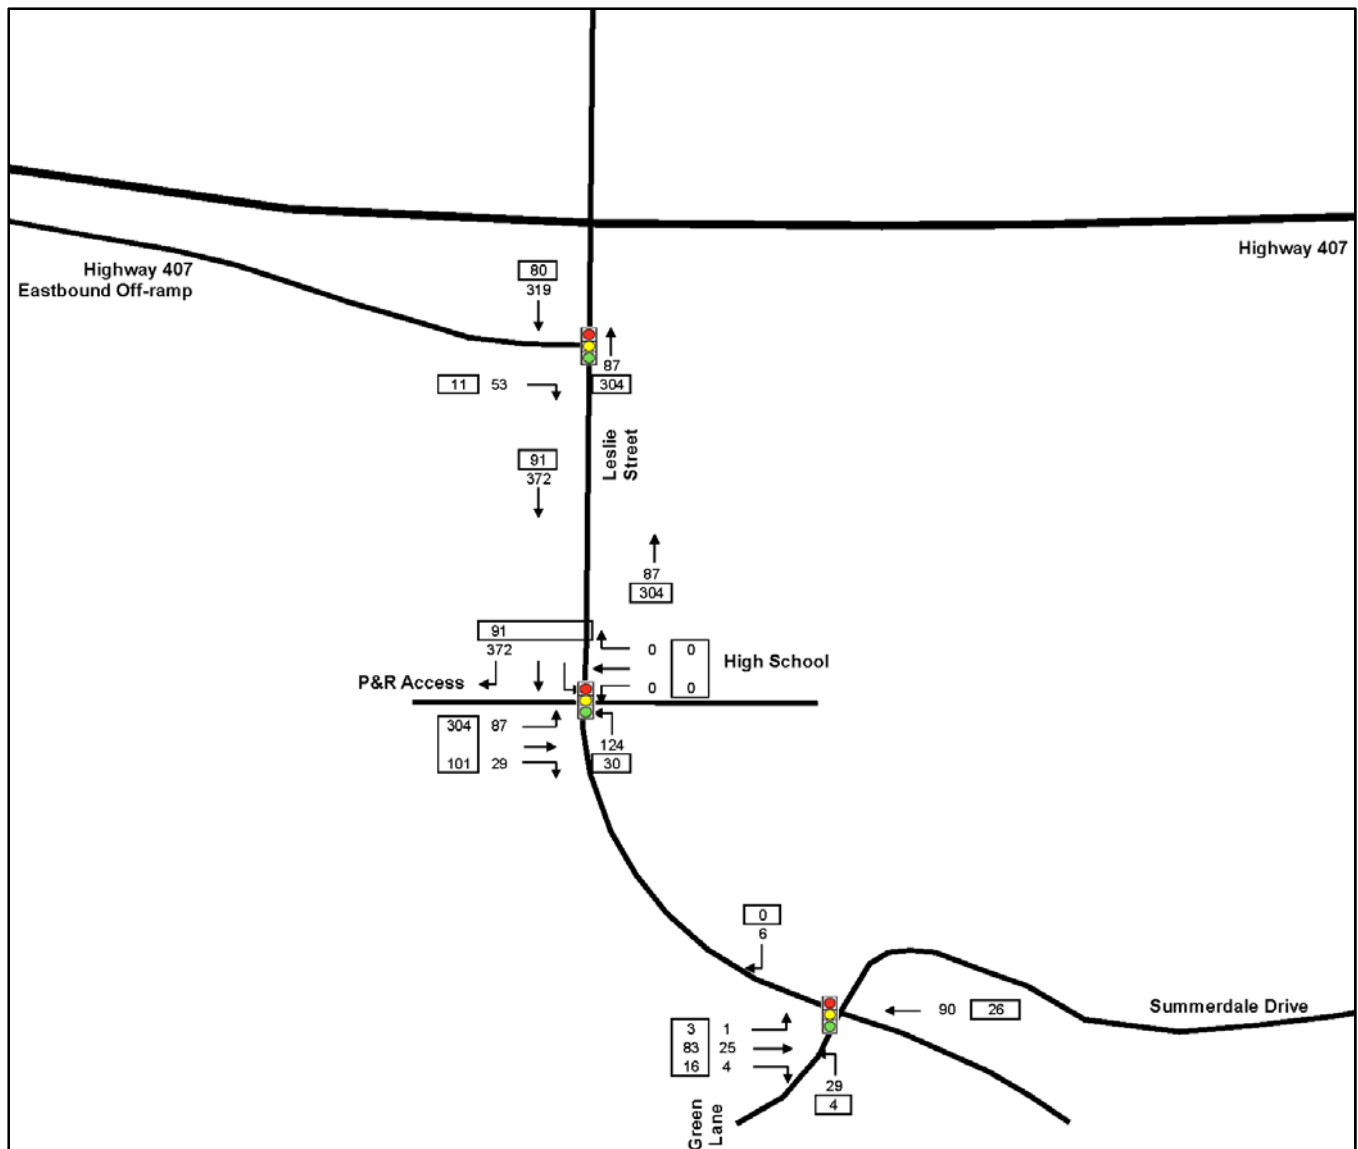 Highway 407
Highway 407
Eastbound Off-ramp
80
319
87
304
11 53
Leslie
Street
91
372
87
304
91
372
0 0
0 0
High School
P&R Access
304 87
101 29
124
30
0
6
Summerdale Drive
90 26
3 1
83 25
16 4
29
4
Green
Lane